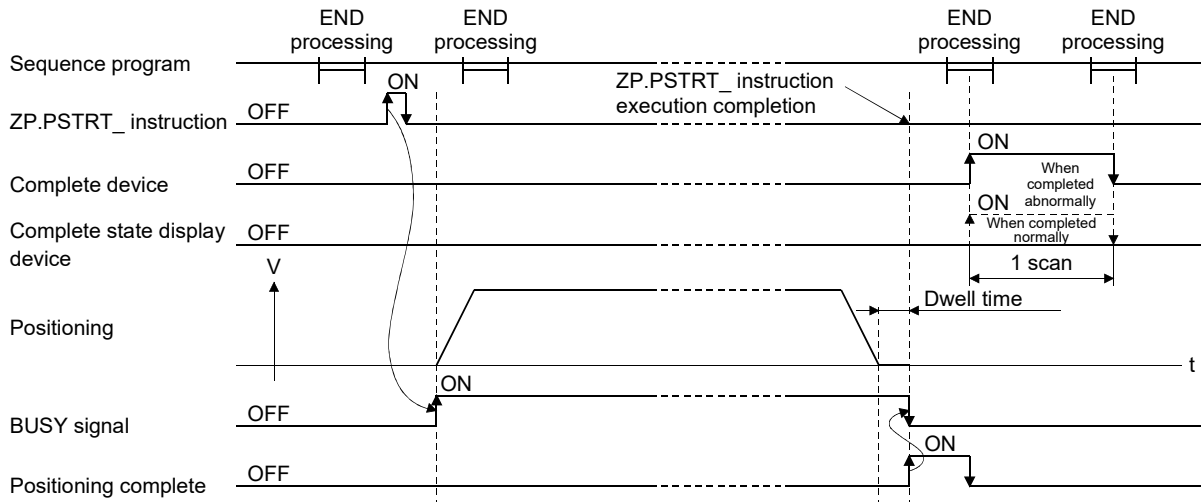 END
processing
END
processing
END
processing
END
processing
Sequence program
ON
ZP.PSTRT_ instruction
execution completion
ZP.PSTRT_ instruction
OFF
ON
Complete device
OFF
When
completed
abnormally
ON
Complete state display
device
OFF
When completed
normally
V
1 scan
Dwell time
Positioning
t
ON
BUSY signal
OFF
ON
Positioning complete
OFF